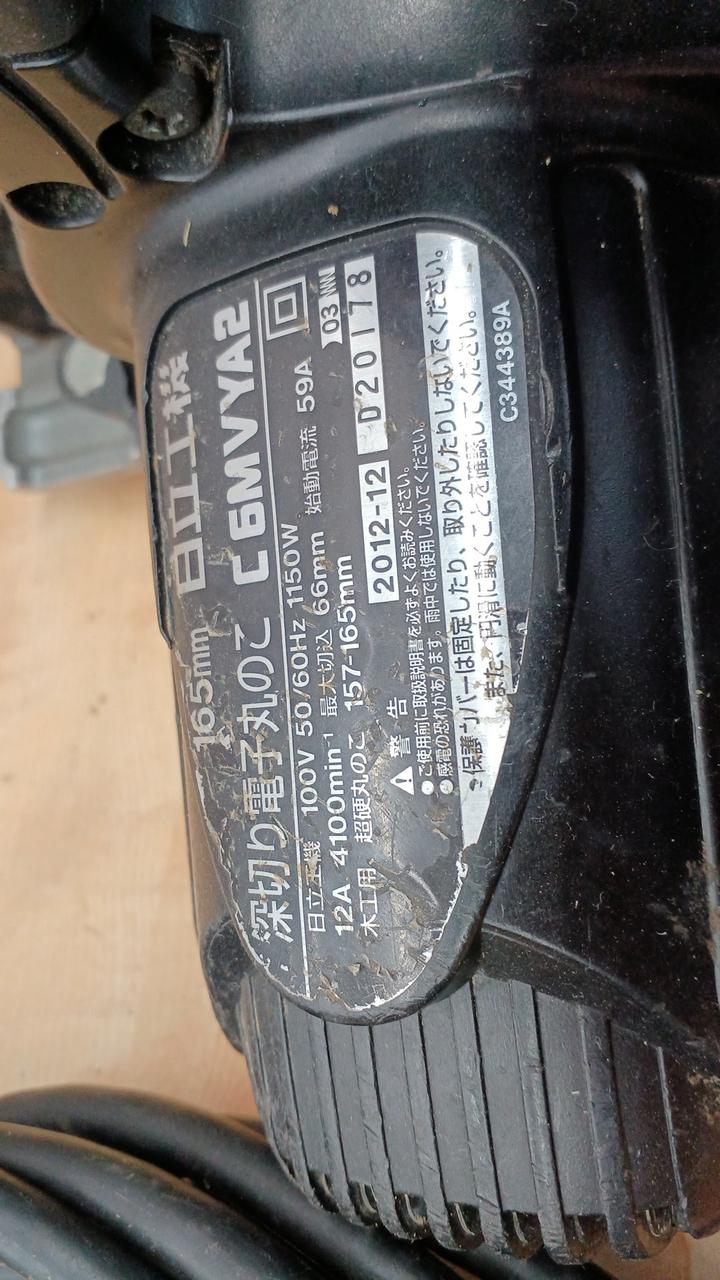 165mm 日立工機
深切り電子丸のこ C6MVYA2
日立工機 100V 50/60Hz 1150W
12A 4100min⁻¹ 最大切込 66mm 始動電流 59A
木工用 超硬丸のこ 157-165mm
03
2012-12 D20178
⚠ 警告
●ご使用前に取扱説明書を必ずよくお読みください。
●感電の恐れがあります。雨中では使用しないでください。
●保護カバーは固定したり、取り外したりしないでください。
また、円滑に動くことを確認してください。
C344389A